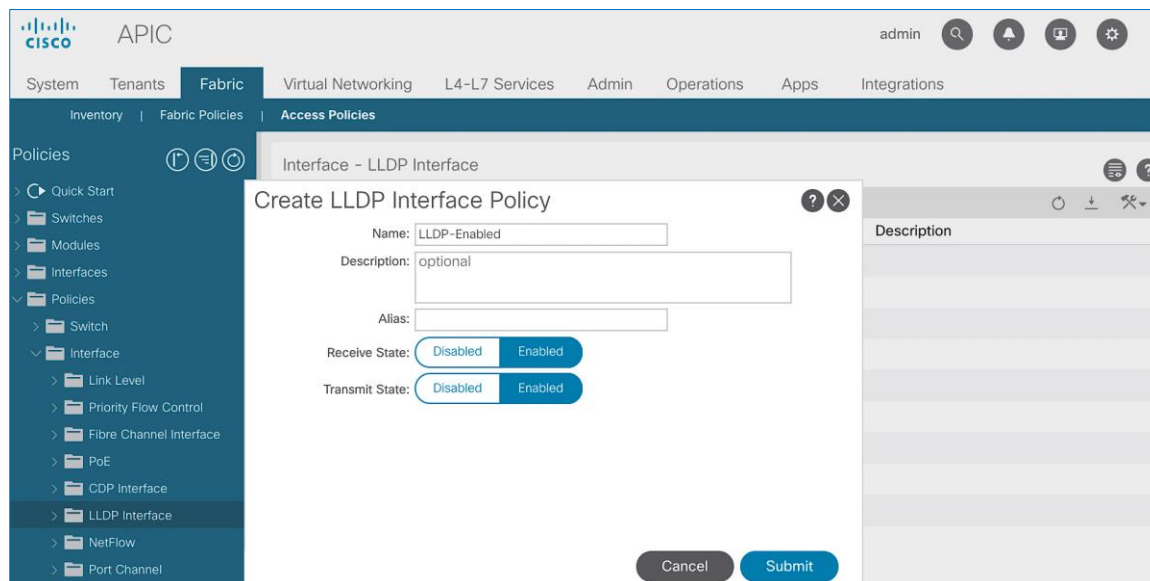 CISCO
APIC
admin
System Tenants Fabric Virtual Networking L4-L7 Services Admin Operations Apps Integrations
Inventory | Fabric Policies | Access Policies
Policies
Quick Start
Switches
Modules
Interfaces
Policies
Switch
Interface
Link Level
Priority Flow Control
Fibre Channel Interface
PoE
CDP Interface
LLDP Interface
NetFlow
Port Channel
Interface - LLDP Interface
?
Description
Create LLDP Interface Policy
?
Name: LLDP-Enabled
Description: optional
Alias:
Receive State: Disabled Enabled
Transmit State: Disabled Enabled
Cancel Submit